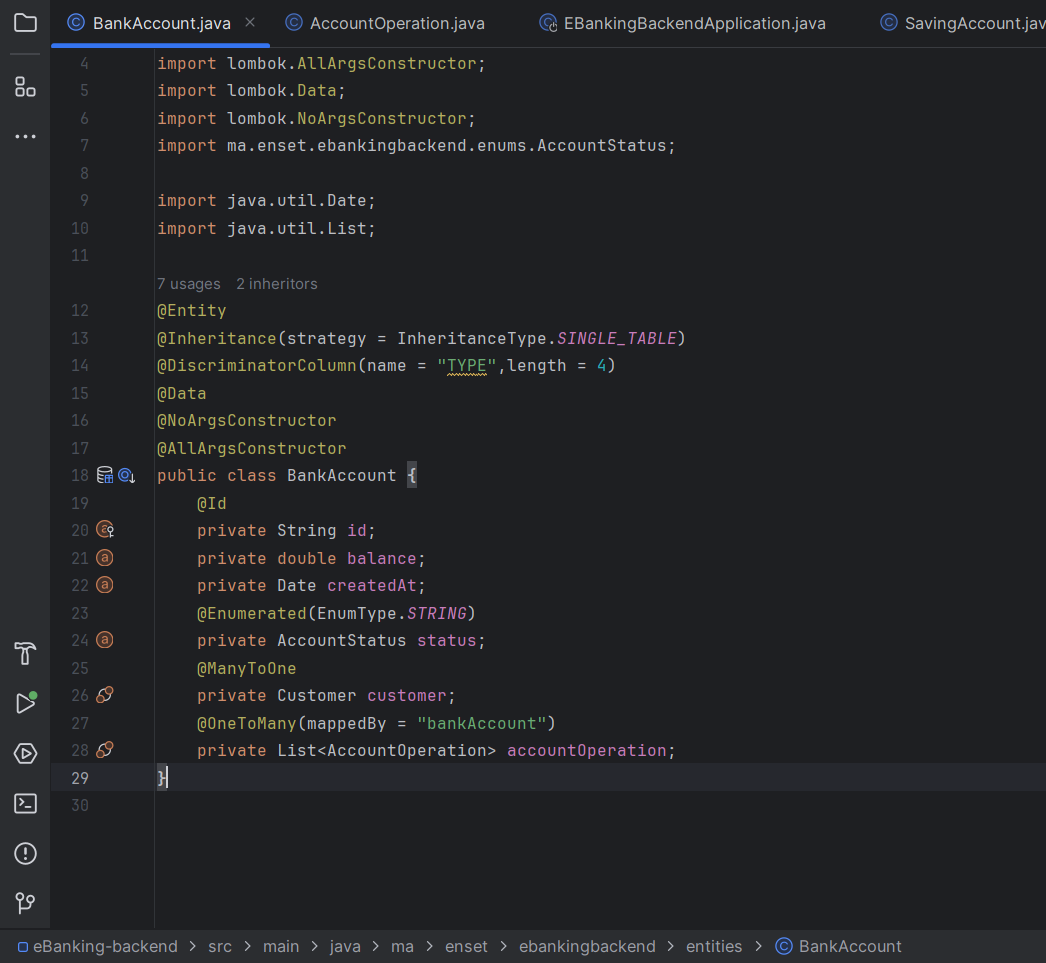 BankAccount.java AccountOperation.java EBankingBackendApplication.java SavingAccount.jav
4 import lombok.AllArgsConstructor;
5 import lombok.Data;
6 import lombok.NoArgsConstructor;
7 import ma.enset.ebankingbackend.enums.AccountStatus;
8
9 import java.util.Date;
10 import java.util.List;
11
7 usages 2 inheritors
12 @Entity
13 @Inheritance(strategy = InheritanceType.SINGLE_TABLE)
14 @DiscriminatorColumn(name = "TYPE",length = 4)
15 @Data
16 @NoArgsConstructor
17 @AllArgsConstructor
18 public class BankAccount {
19 @Id
20 private String id;
21 private double balance;
22 private Date createdAt;
23 @Enumerated(EnumType.STRING)
24 private AccountStatus status;
25 @ManyToOne
26 private Customer customer;
27 @OneToMany(mappedBy = "bankAccount")
28 private List<AccountOperation> accountOperation;
29 }
30
eBanking-backend > src > main > java > ma > enset > ebankingbackend > entities > BankAccount